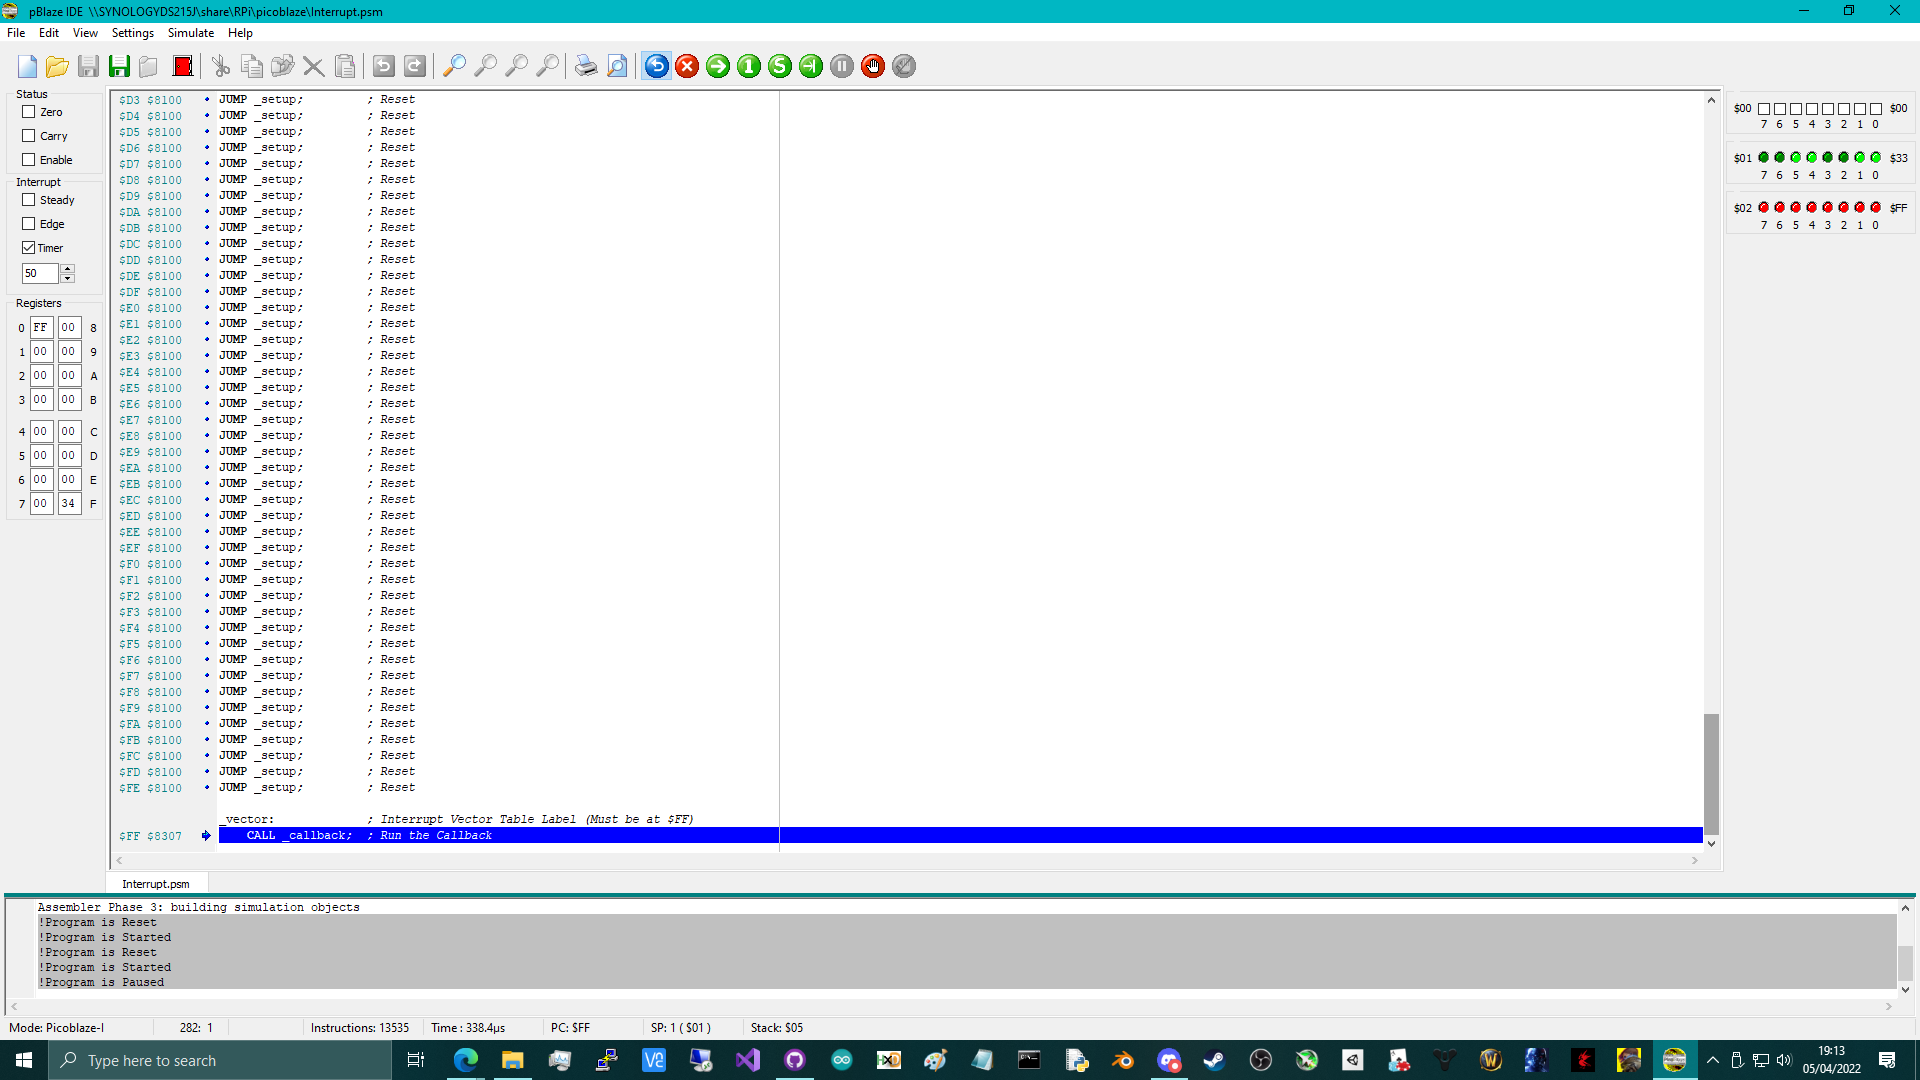 pBlaze IDE \\SYNOLOGYDS215J\share\RPi\picoblaze\Interrupt.psm
File Edit View Settings Simulate Help
Status
Zero
Carry
Enable
Interrupt
Steady
Edge
Timer
50
Registers
0 FF 00 8
1 00 00 9
2 00 00 A
3 00 00 B
4 00 00 C
5 00 00 D
6 00 00 E
7 00 34 F
$D3 $8100 JUMP _setup; ; Reset
$D4 $8100 JUMP _setup; ; Reset
$D5 $8100 JUMP _setup; ; Reset
$D6 $8100 JUMP _setup; ; Reset
$D7 $8100 JUMP _setup; ; Reset
$D8 $8100 JUMP _setup; ; Reset
$D9 $8100 JUMP _setup; ; Reset
$DA $8100 JUMP _setup; ; Reset
$DB $8100 JUMP _setup; ; Reset
$DC $8100 JUMP _setup; ; Reset
$DD $8100 JUMP _setup; ; Reset
$DE $8100 JUMP _setup; ; Reset
$DF $8100 JUMP _setup; ; Reset
$E0 $8100 JUMP _setup; ; Reset
$E1 $8100 JUMP _setup; ; Reset
$E2 $8100 JUMP _setup; ; Reset
$E3 $8100 JUMP _setup; ; Reset
$E4 $8100 JUMP _setup; ; Reset
$E5 $8100 JUMP _setup; ; Reset
$E6 $8100 JUMP _setup; ; Reset
$E7 $8100 JUMP _setup; ; Reset
$E8 $8100 JUMP _setup; ; Reset
$E9 $8100 JUMP _setup; ; Reset
$EA $8100 JUMP _setup; ; Reset
$EB $8100 JUMP _setup; ; Reset
$EC $8100 JUMP _setup; ; Reset
$ED $8100 JUMP _setup; ; Reset
$EE $8100 JUMP _setup; ; Reset
$EF $8100 JUMP _setup; ; Reset
$F0 $8100 JUMP _setup; ; Reset
$F1 $8100 JUMP _setup; ; Reset
$F2 $8100 JUMP _setup; ; Reset
$F3 $8100 JUMP _setup; ; Reset
$F4 $8100 JUMP _setup; ; Reset
$F5 $8100 JUMP _setup; ; Reset
$F6 $8100 JUMP _setup; ; Reset
$F7 $8100 JUMP _setup; ; Reset
$F8 $8100 JUMP _setup; ; Reset
$F9 $8100 JUMP _setup; ; Reset
$FA $8100 JUMP _setup; ; Reset
$FB $8100 JUMP _setup; ; Reset
$FC $8100 JUMP _setup; ; Reset
$FD $8100 JUMP _setup; ; Reset
$FE $8100 JUMP _setup; ; Reset
_vector: ; Interrupt Vector Table Label (Must be at $FF)
$FF $8307 CALL _callback; ; Run the Callback
$00 $00
7 6 5 4 3 2 1 0
$01 $33
7 6 5 4 3 2 1 0
$02 $FF
7 6 5 4 3 2 1 0
Interrupt.psm
Assembler Phase 3: building simulation objects
!Program is Reset
!Program is Started
!Program is Reset
!Program is Started
!Program is Paused
Mode: Picoblaze-I 282: 1 Instructions: 13535 Time : 338.4µs PC: $FF SP: 1 ( $01 ) Stack: $05
Type here to search
19:13
05/04/2022